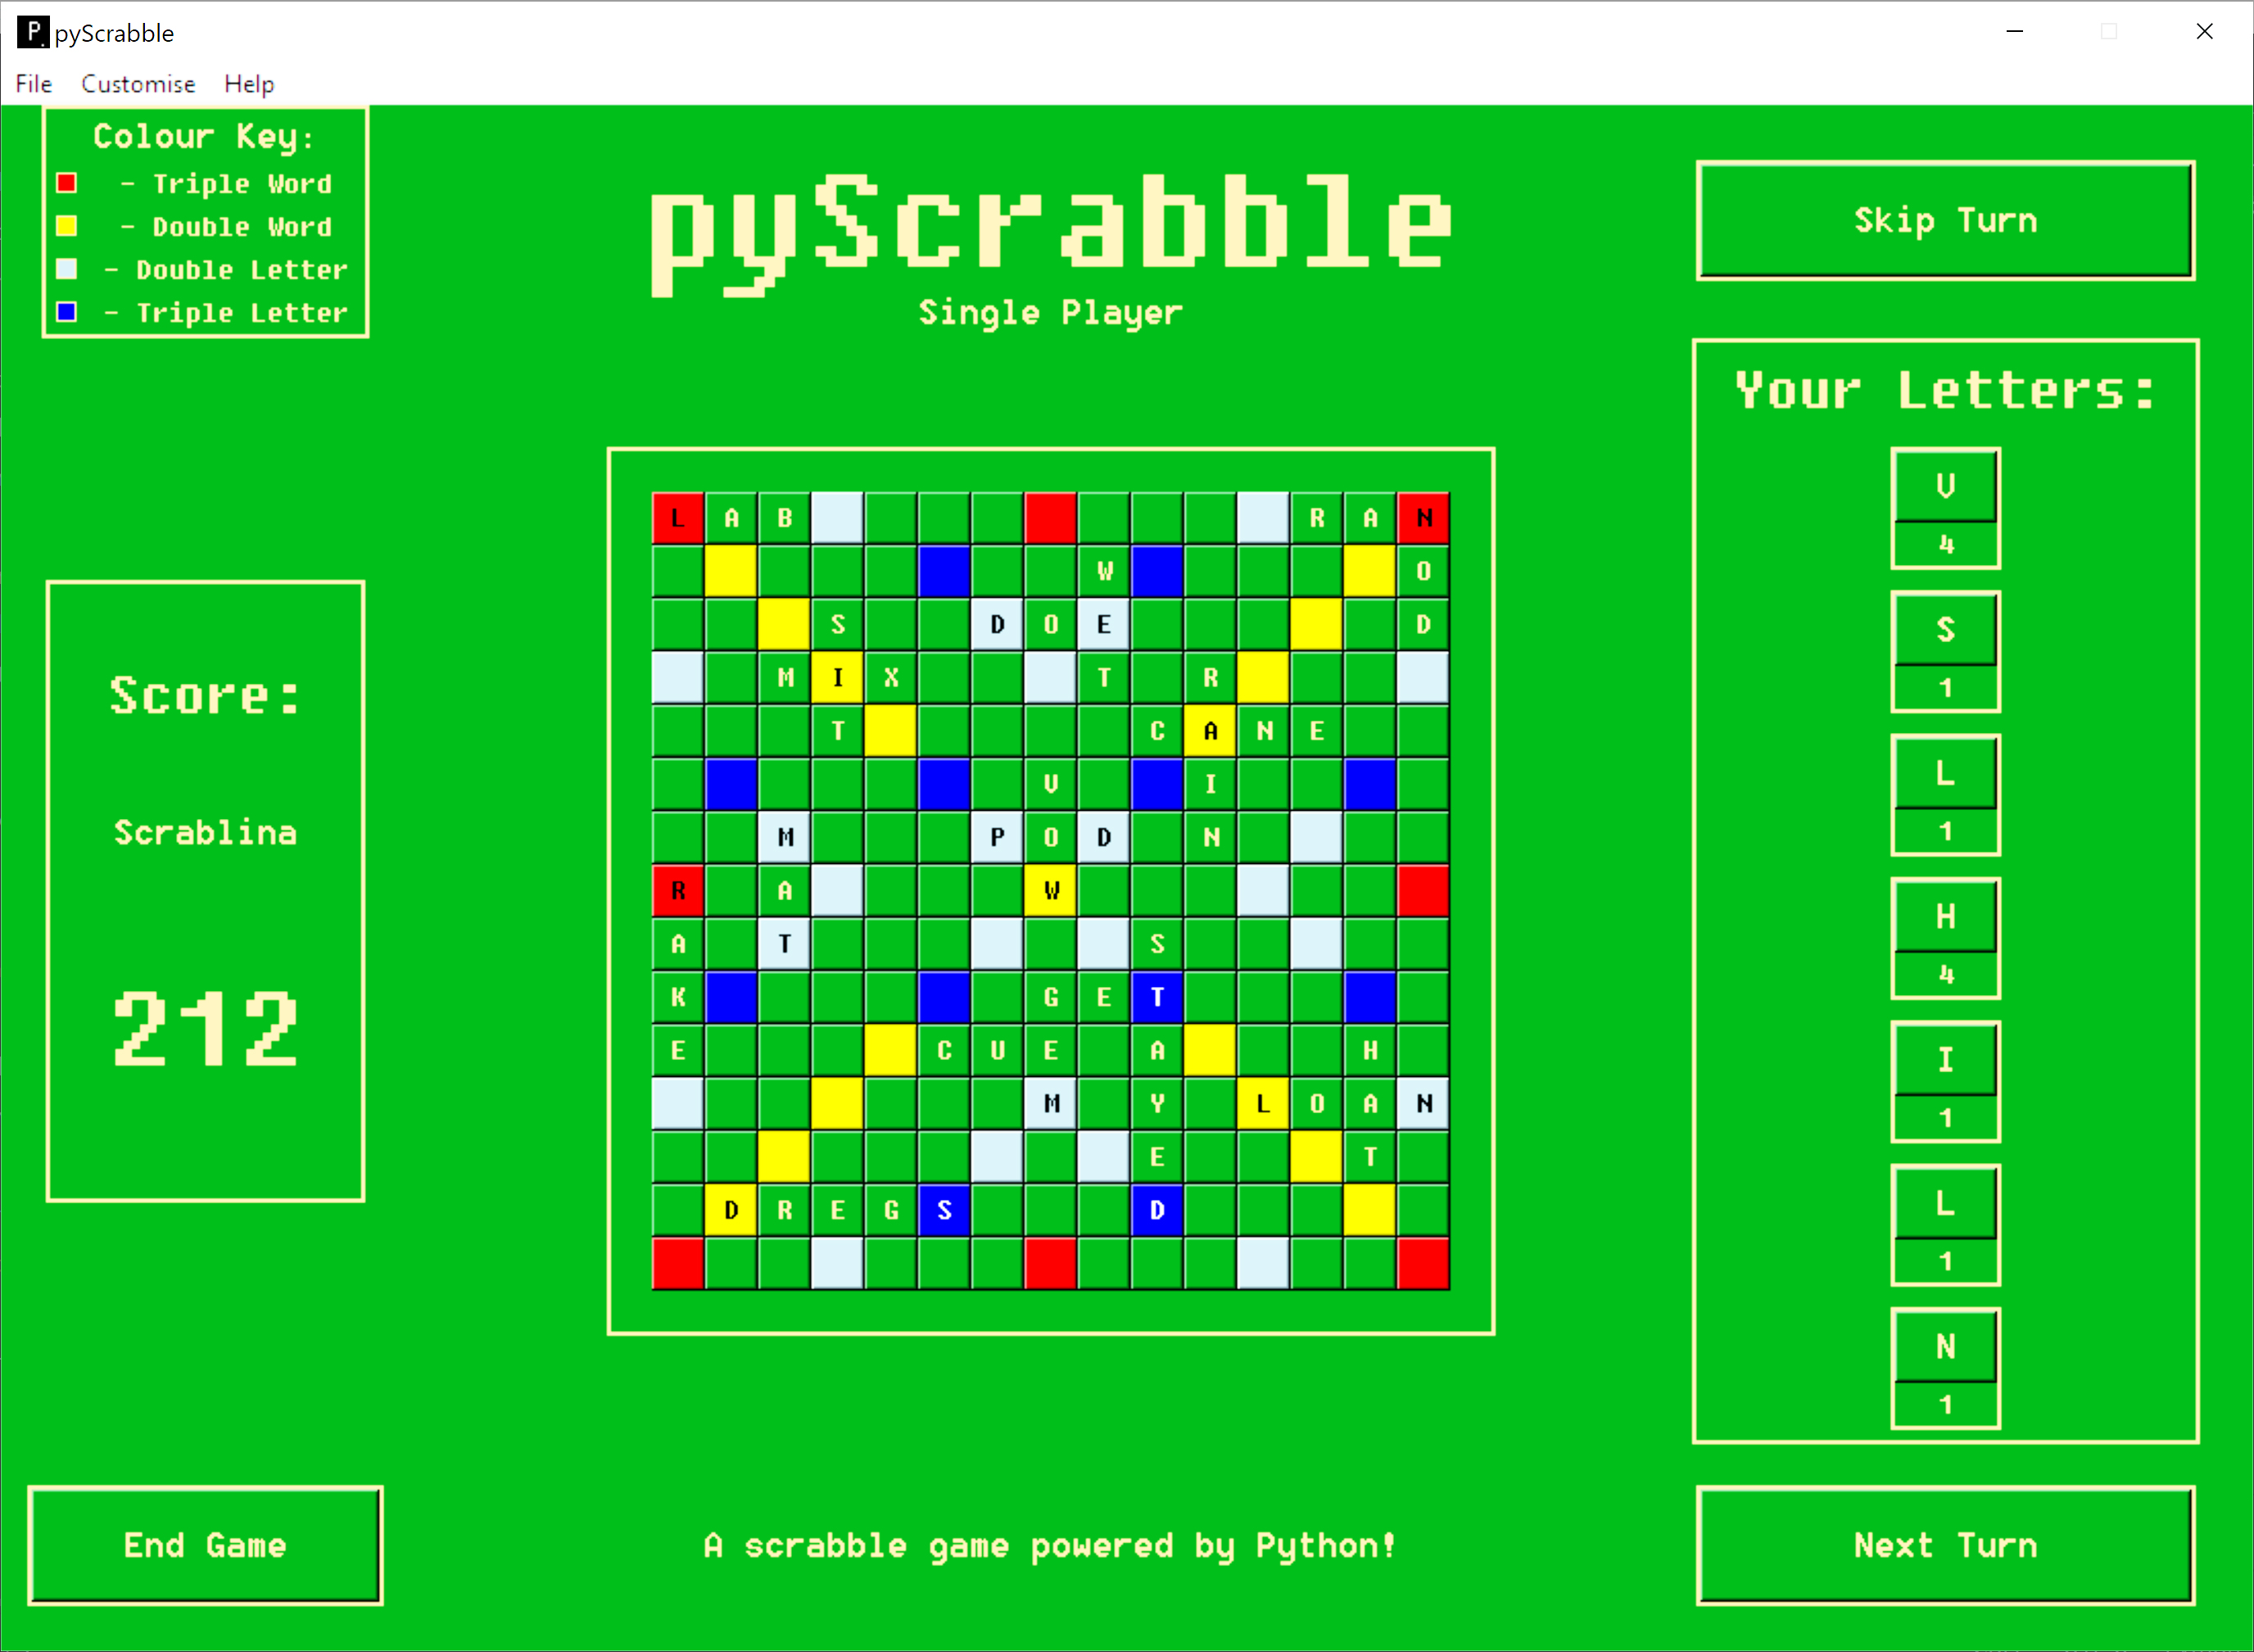 P. pyScrabble
File Customise Help
Colour Key:
- Triple Word
- Double Word
- Double Letter
- Triple Letter
pyScrabble
Single Player
Skip Turn
Your Letters:
V
4
S
1
L
1
H
4
I
1
L
1
N
1
Score:
Scrablina
212
L A B R A N
W O
S D O E D
M I X T R
T C A N E
V I
M P O D N
R A W
A T S
K G E T
E C U E A H
M Y L O A N
E T
D R E G S D
End Game
A scrabble game powered by Python!
Next Turn